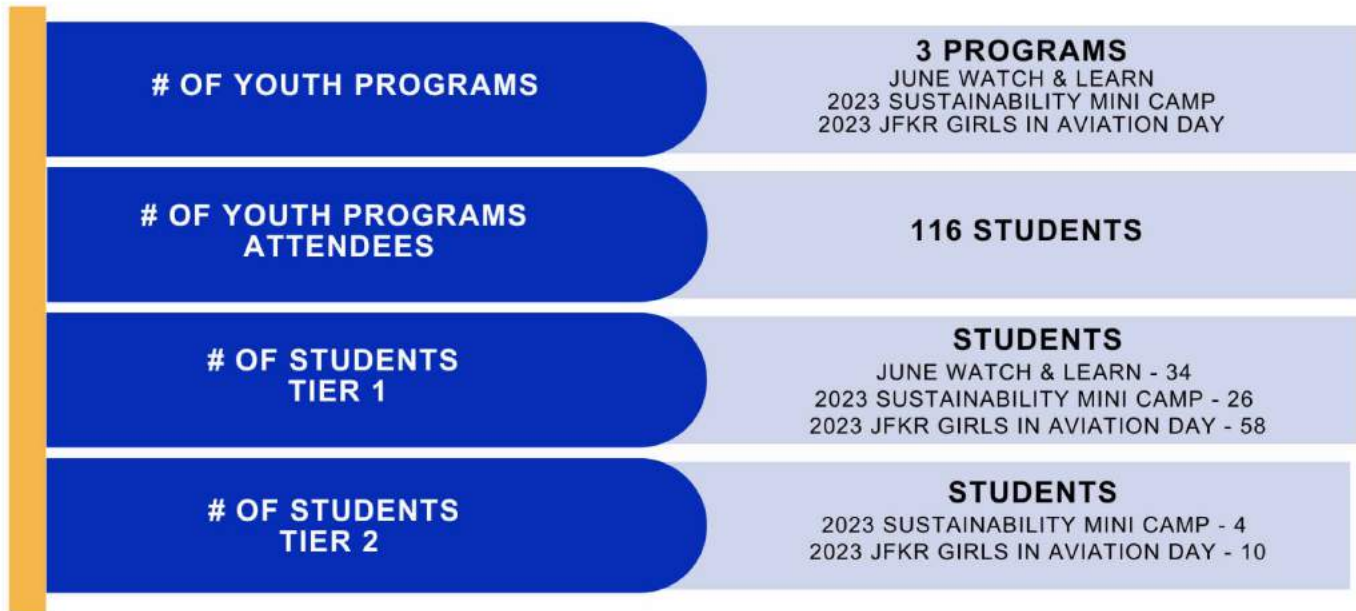 # OF YOUTH PROGRAMS
3 PROGRAMS
JUNE WATCH & LEARN
2023 SUSTAINABILITY MINI CAMP
2023 JFKR GIRLS IN AVIATION DAY
# OF YOUTH PROGRAMS
ATTENDEES
116 STUDENTS
# OF STUDENTS
TIER 1
STUDENTS
JUNE WATCH & LEARN - 34
2023 SUSTAINABILITY MINI CAMP - 26
2023 JFKR GIRLS IN AVIATION DAY - 58
# OF STUDENTS
TIER 2
STUDENTS
2023 SUSTAINABILITY MINI CAMP - 4
2023 JFKR GIRLS IN AVIATION DAY - 10